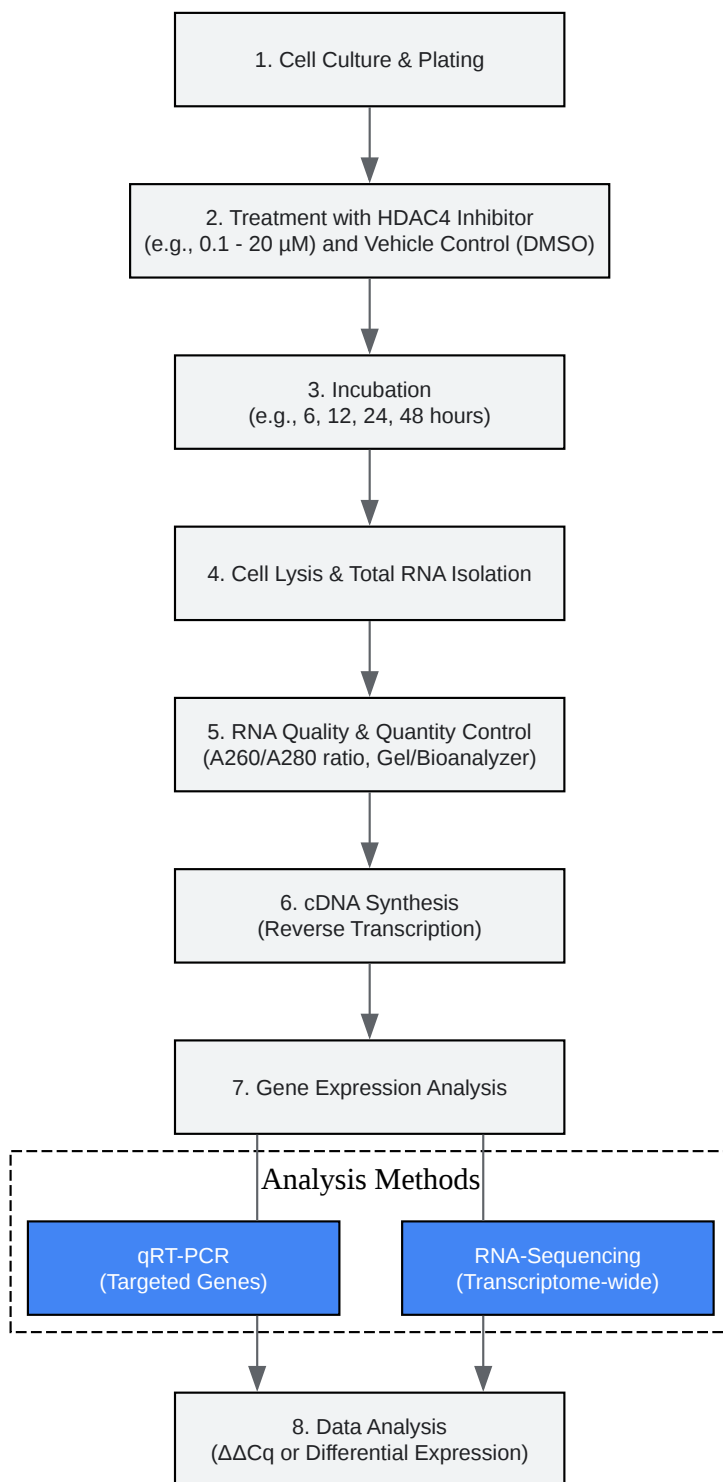 1. Cell Culture & Plating
2. Treatment with HDAC4 Inhibitor
(e.g., 0.1 - 20 µM) and Vehicle Control (DMSO)
3. Incubation
(e.g., 6, 12, 24, 48 hours)
4. Cell Lysis & Total RNA Isolation
5. RNA Quality & Quantity Control
(A260/A280 ratio, Gel/Bioanalyzer)
6. cDNA Synthesis
(Reverse Transcription)
7. Gene Expression Analysis
Analysis Methods
qRT-PCR
(Targeted Genes)
RNA-Sequencing
(Transcriptome-wide)
8. Data Analysis
(ΔΔCq or Differential Expression)